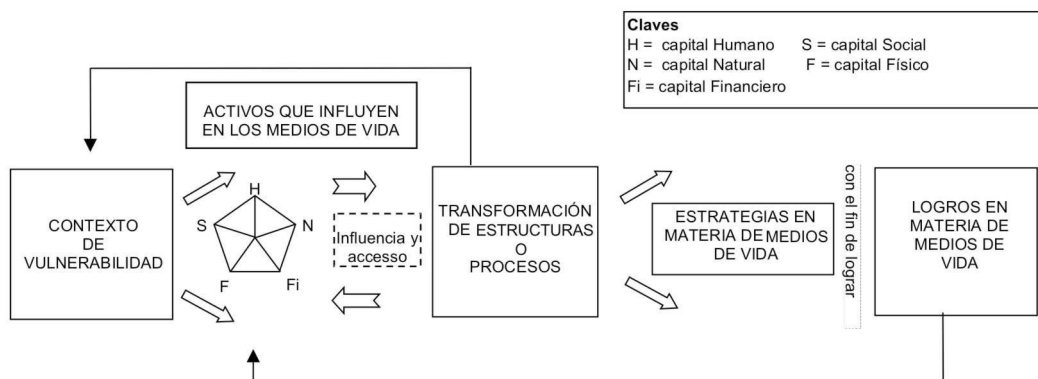 Claves
H = capital Humano S = capital Social
N = capital Natural F = capital Físico
Fi = capital Financiero
ACTIVOS QUE INFLUYEN
EN LOS MEDIOS DE VIDA
CONTEXTO
DE
VULNERABILIDAD
H
S
N
F
Fi
Influencia y
accesso
TRANSFORMACIÓN
DE ESTRUCTURAS
O
PROCESOS
ESTRATEGIAS EN
MATERIA DE MEDIOS
DE VIDA
con el fin de lograr
LOGROS EN
MATERIA DE
MEDIOS DE
VIDA